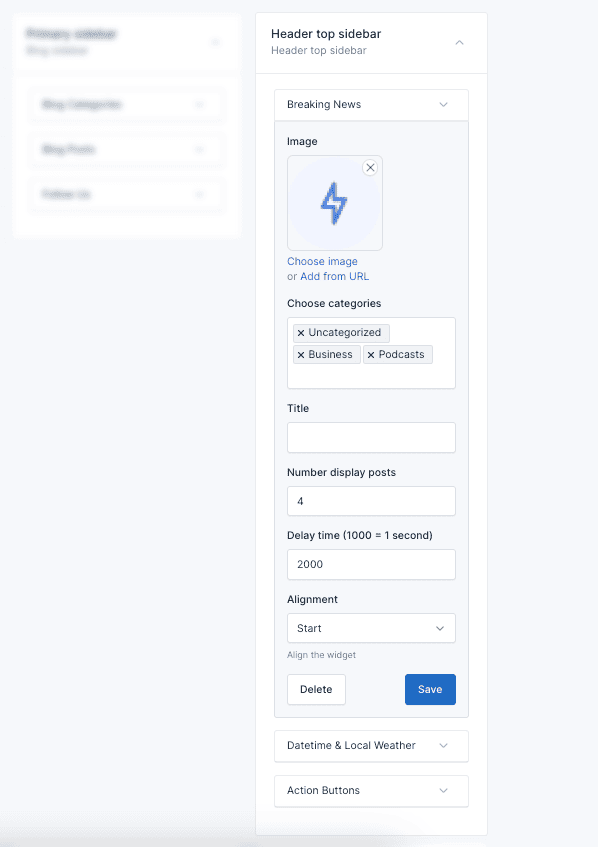 Primary sidebar
Blog sidebar
Blog Categories
Blog Posts
Follow Us
Header top sidebar
Header top sidebar
Breaking News
Image
Choose image
or Add from URL
Choose categories
× Uncategorized
× Business × Podcasts
Title
Number display posts
4
Delay time (1000 = 1 second)
2000
Alignment
Start
Align the widget
Delete Save
Datetime & Local Weather
Action Buttons